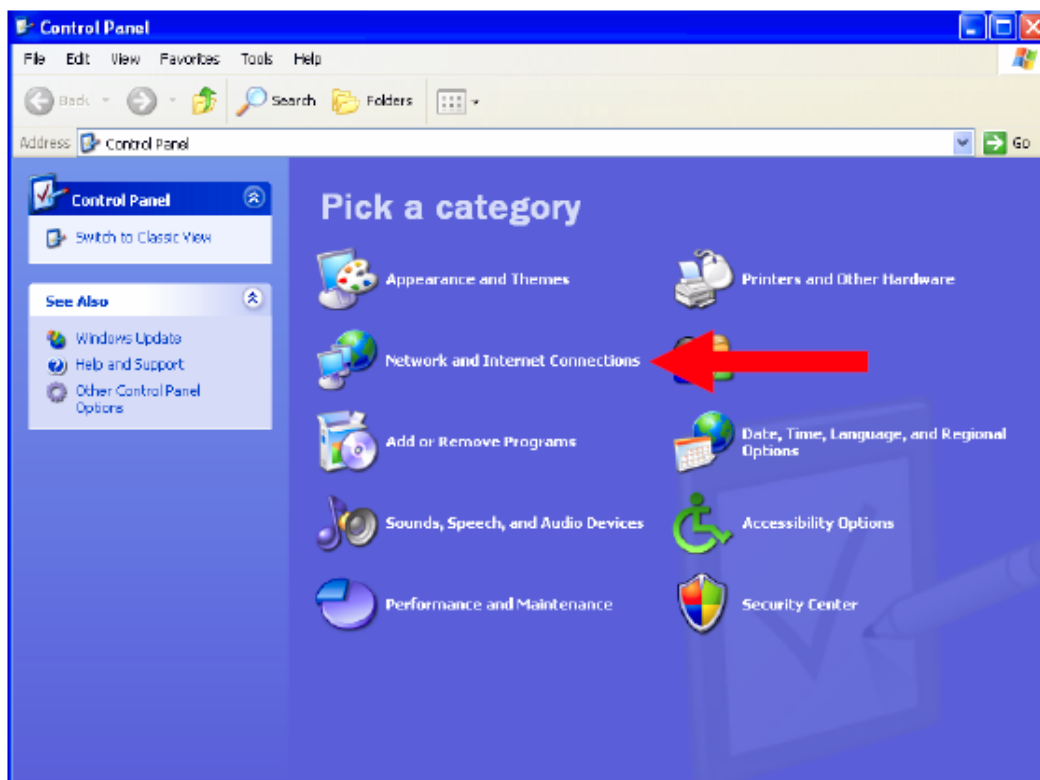 Control Panel
File Edit View Favorites Tools Help
Back Search Folders
Address Control Panel Go
Control Panel
Switch to Classic View
See Also
Windows Update
Help and Support
Other Control Panel
Options
Pick a category
Appearance and Themes
Printers and Other Hardware
Network and Internet Connections
Add or Remove Programs
Date, Time, Language, and Regional
Options
Sounds, Speech, and Audio Devices
Accessibility Options
Performance and Maintenance
Security Center